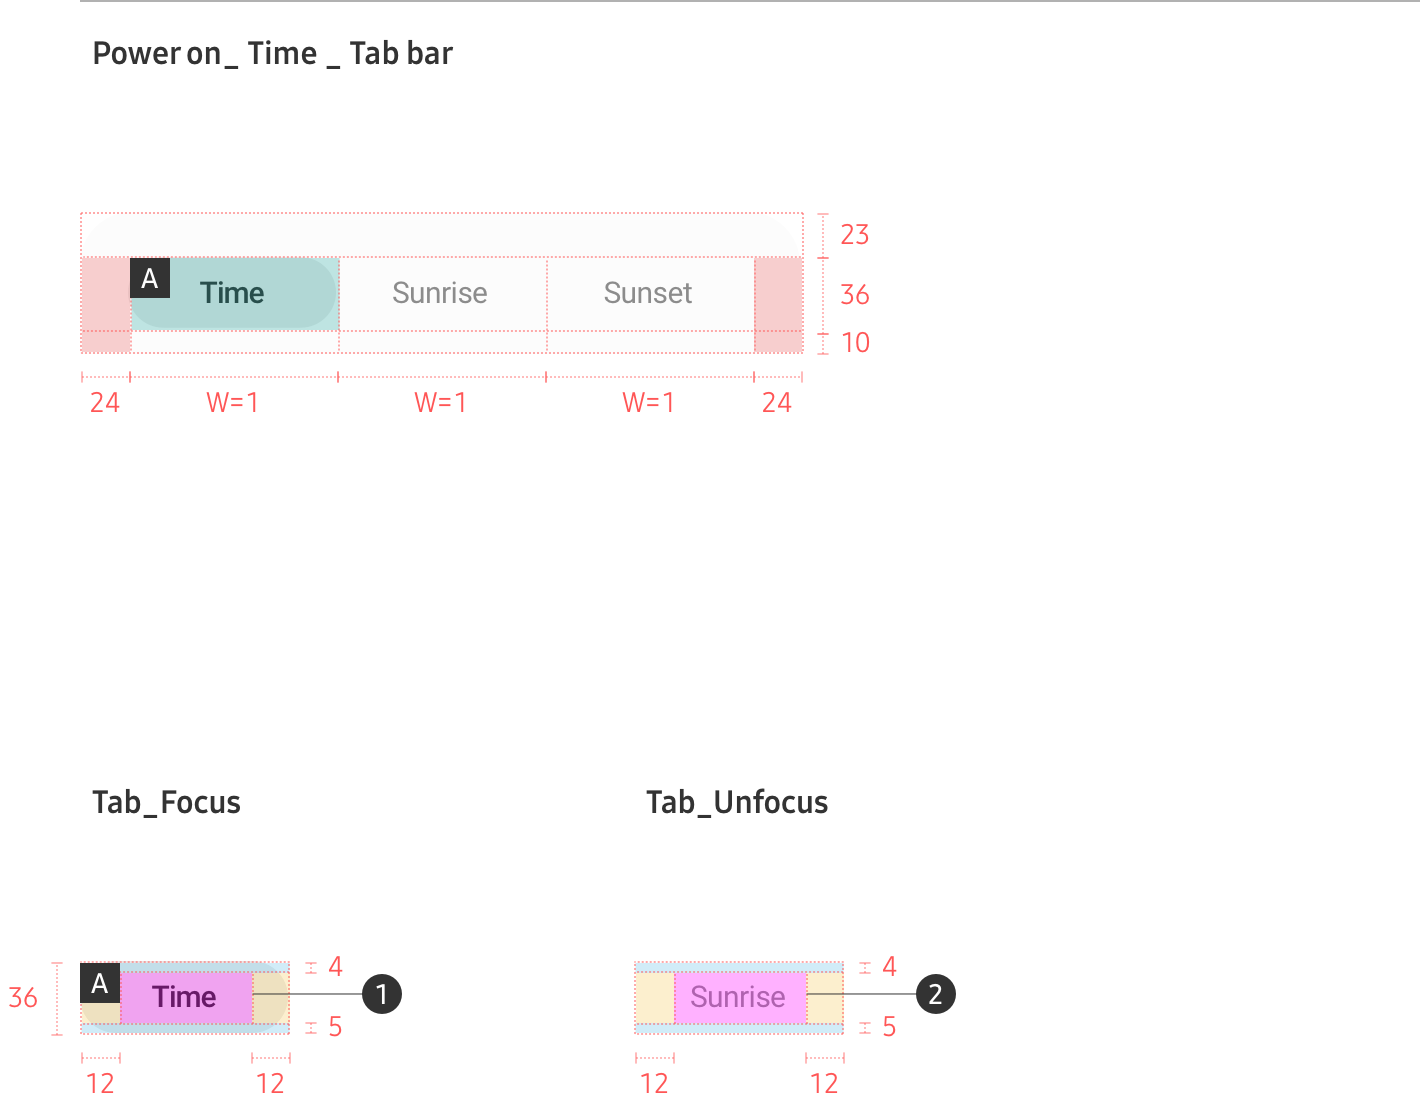 Power on_ Time _ Tab bar
23
A Time Sunrise Sunset 36
10
24 W=1 W=1 W=1 24
Tab_Focus Tab_Unfocus
4 4
36 A Time 1 Sunrise 2
5 5
12 12 12 12